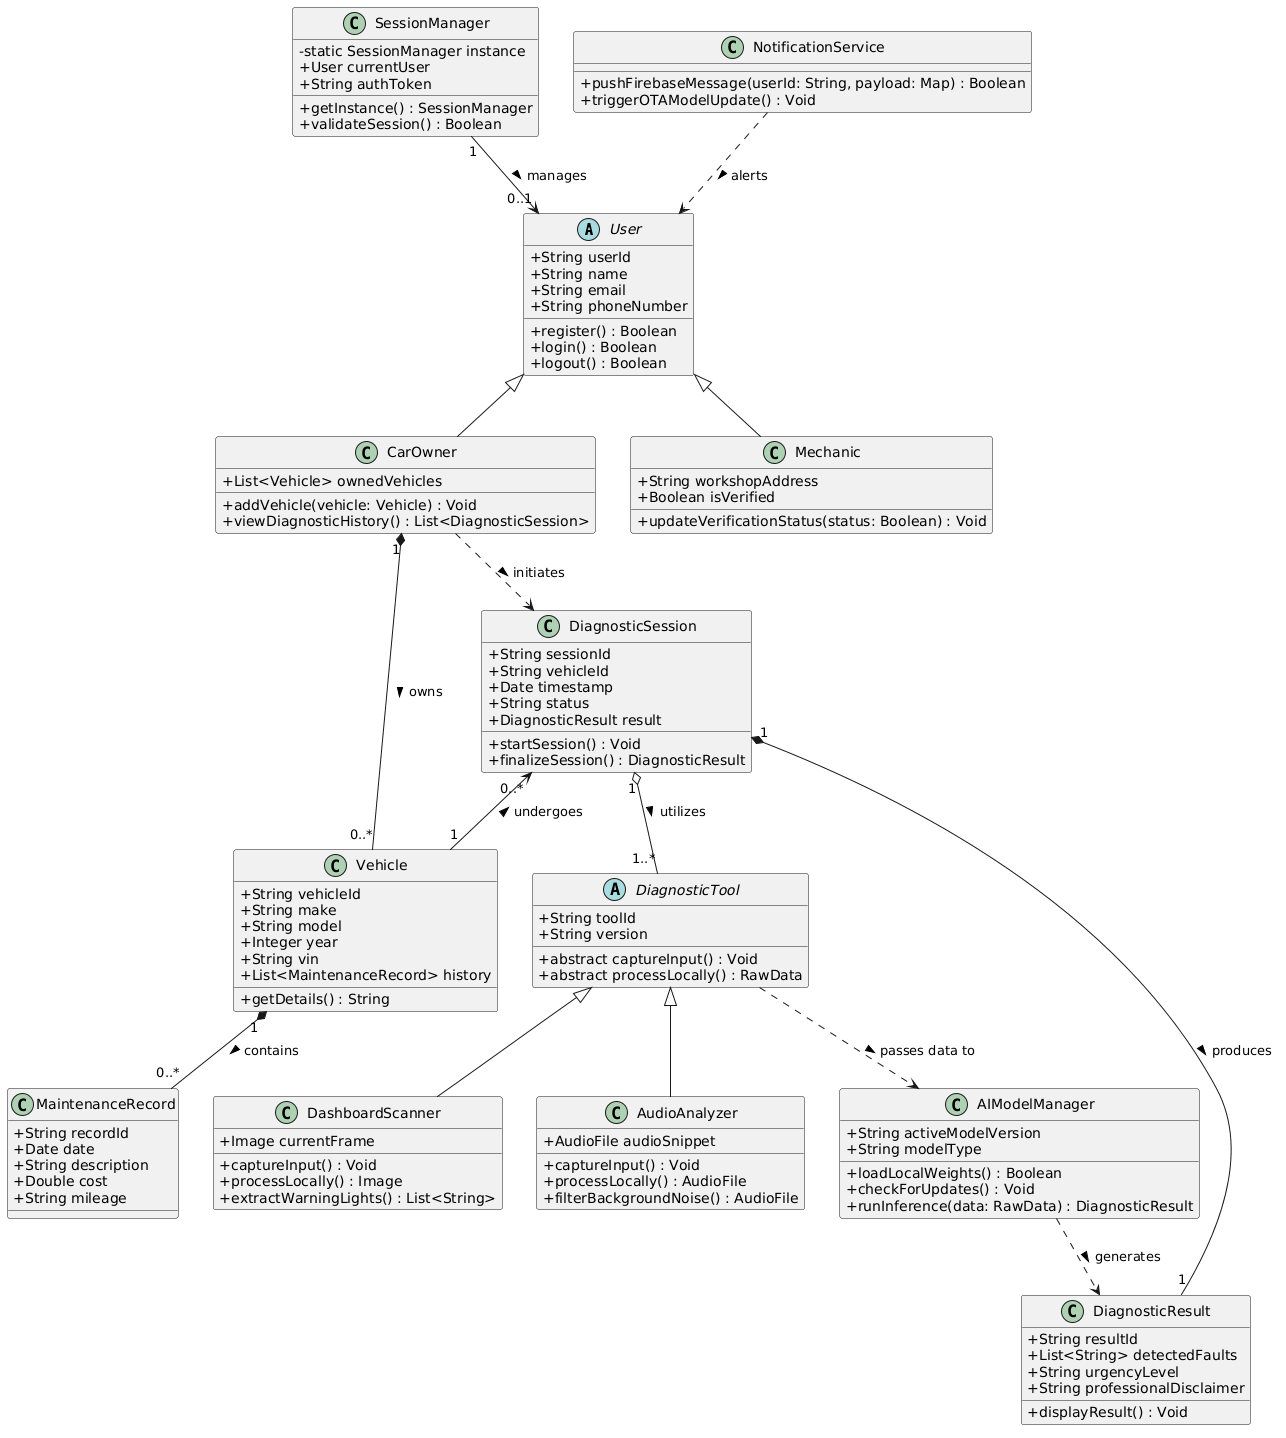 C SessionManager
-static SessionManager instance
+User currentUser
+String authToken
+getInstance() : SessionManager
+validateSession() : Boolean
C NotificationService
+pushFirebaseMessage(userId: String, payload: Map) : Boolean
+triggerOTAModelUpdate() : Void
1
manages
0..1
alerts
A User
+String userId
+String name
+String email
+String phoneNumber
+register() : Boolean
+login() : Boolean
+logout() : Boolean
C CarOwner
+List<Vehicle> ownedVehicles
+addVehicle(vehicle: Vehicle) : Void
+viewDiagnosticHistory() : List<DiagnosticSession>
C Mechanic
+String workshopAddress
+Boolean isVerified
+updateVerificationStatus(status: Boolean) : Void
1
initiates
C DiagnosticSession
+String sessionId
+String vehicleId
+Date timestamp
+String status
+DiagnosticResult result
+startSession() : Void
+finalizeSession() : DiagnosticResult
owns
1
0..*
1
undergoes
utilizes
0..*
1
1..*
C Vehicle
+String vehicleId
+String make
+String model
+Integer year
+String vin
+List<MaintenanceRecord> history
+getDetails() : String
A DiagnosticTool
+String toolId
+String version
+abstract captureInput() : Void
+abstract processLocally() : RawData
1
contains
0..*
passes data to
produces
C MaintenanceRecord
+String recordId
+Date date
+String description
+Double cost
+String mileage
C DashboardScanner
+Image currentFrame
+captureInput() : Void
+processLocally() : Image
+extractWarningLights() : List<String>
C AudioAnalyzer
+AudioFile audioSnippet
+captureInput() : Void
+processLocally() : AudioFile
+filterBackgroundNoise() : AudioFile
C AIModelManager
+String activeModelVersion
+String modelType
+loadLocalWeights() : Boolean
+checkForUpdates() : Void
+runInference(data: RawData) : DiagnosticResult
generates
1
C DiagnosticResult
+String resultId
+List<String> detectedFaults
+String urgencyLevel
+String professionalDisclaimer
+displayResult() : Void